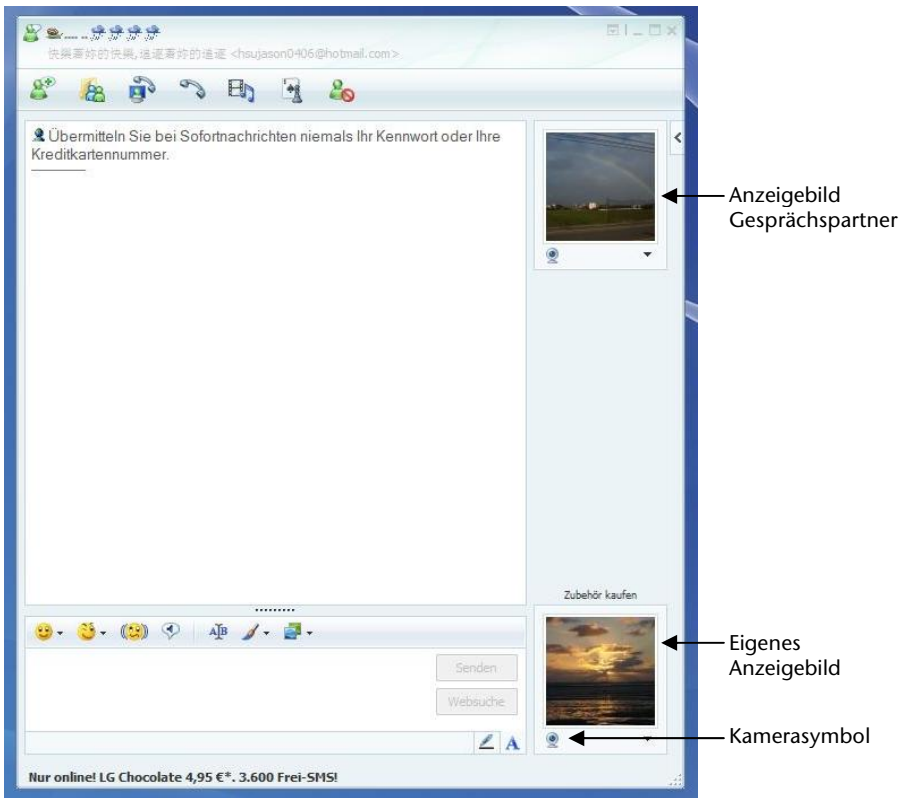 快樂著妳的快樂,追逐著妳的追逐 <hsujason0406@hotmail.com>
Übermitteln Sie bei Sofortnachrichten niemals Ihr Kennwort oder Ihre
Kreditkartennummer.
Anzeigebild
Gesprächspartner
Zubehör kaufen
Eigenes
Anzeigebild
Senden
Websuche
Kamerasymbol
Nur online! LG Chocolate 4,95 €*. 3.600 Frei-SMS!